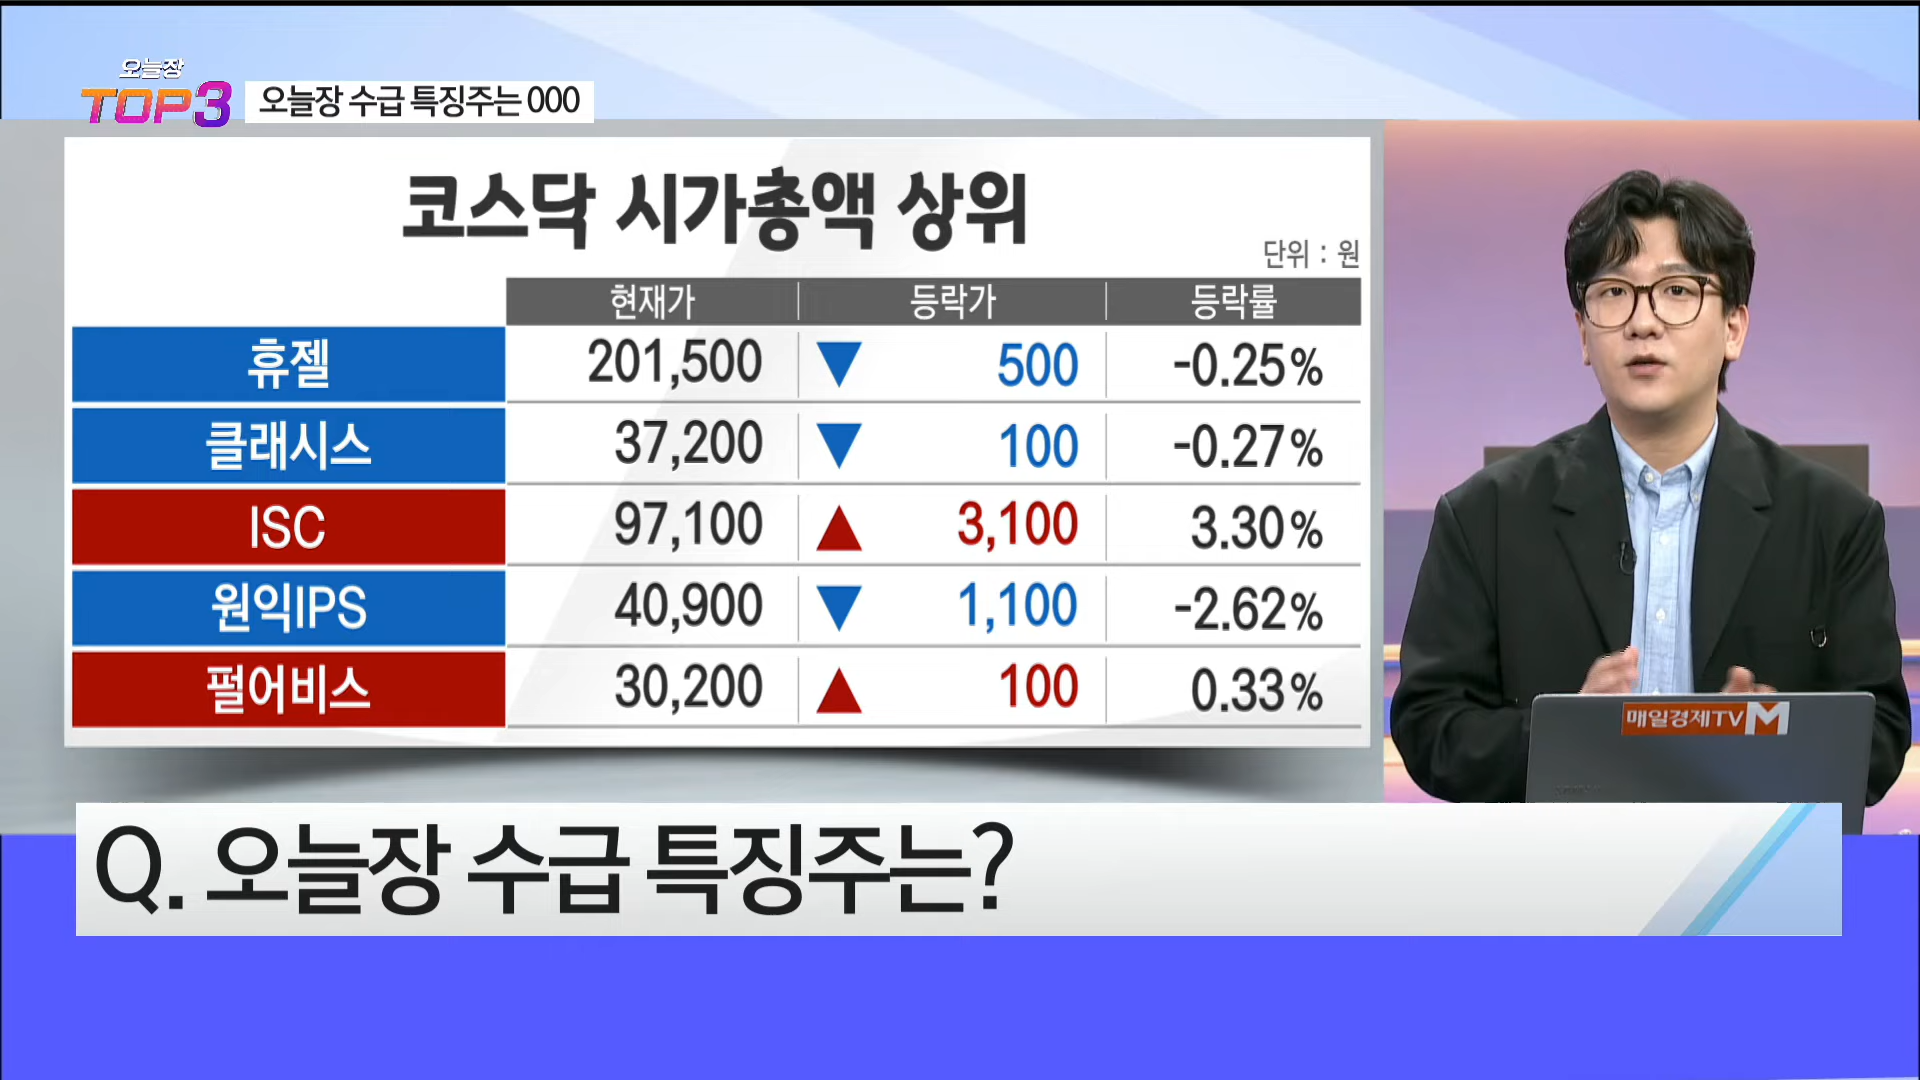 오늘장
TOP3
오늘장 수급 특징주는 OOO
코스닥 시가총액 상위
단위 : 원
현재가 등락가 등락률
휴젤 201,500 ▼ 500 -0.25%
클래시스 37,200 ▼ 100 -0.27%
ISC 97,100 ▲ 3,100 3.30%
원익IPS 40,900 ▼ 1,100 -2.62%
펄어비스 30,200 ▲ 100 0.33%
매일경제TV M
Q. 오늘장 수급 특징주는?